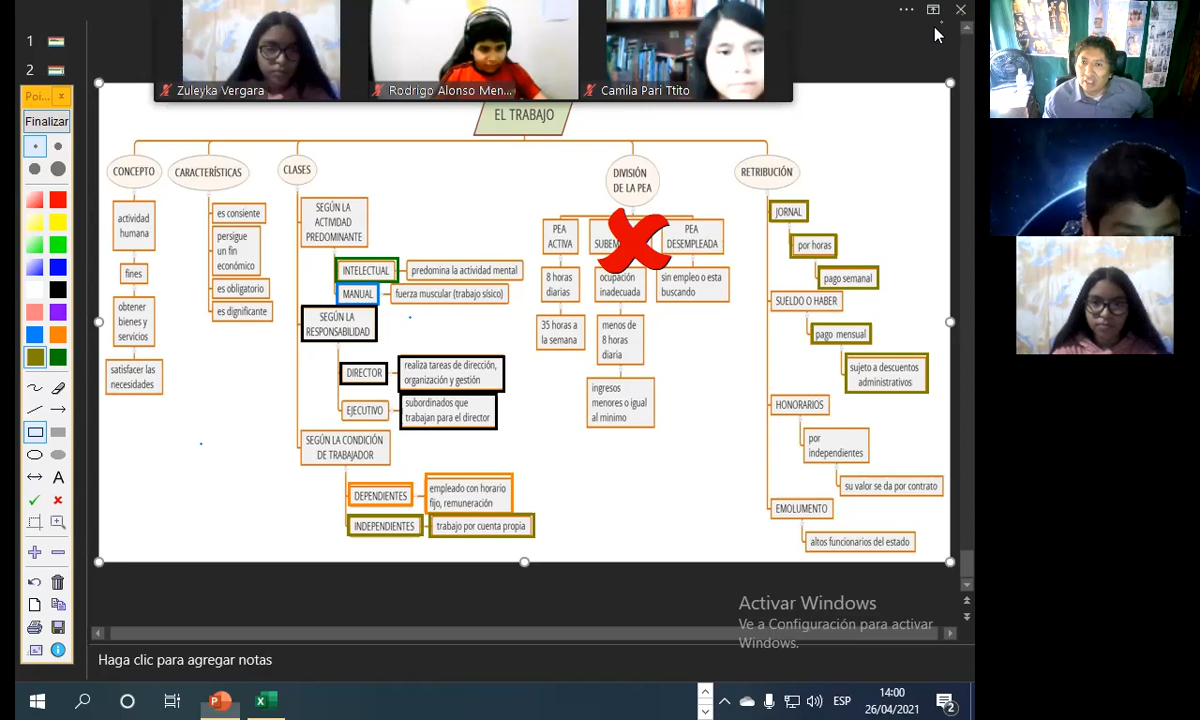 1
2
Poi...
Finalizar
Zuleyka Vergara
Rodrigo Alonso Men...
Camila Pari Ttito
EL TRABAJO
CONCEPTO
actividad
humana
fines
obtener
bienes y
servicios
satisfacer las
necesidades
CARACTERÍSTICAS
es consiente
persigue
un fin
económico
es obligatorio
es dignificante
CLASES
SEGÚN LA
ACTIVIDAD
PREDOMINANTE
INTELECTUAL
predomina la actividad mental
MANUAL
fuerza muscular (trabajo sísico)
SEGÚN LA
RESPONSABILIDAD
DIRECTOR
realiza tareas de dirección,
organización y gestión
EJECUTIVO
subordinados que
trabajan para el director
SEGÚN LA CONDICIÓN
DE TRABAJADOR
DEPENDIENTES
empleado con horario
fijo, remuneración
INDEPENDIENTES
trabajo por cuenta propia
DIVISIÓN
DE LA PEA
PEA
ACTIVA
8 horas
diarias
35 horas a
la semana
ocupación
inadecuada
menos de
8 horas
diaria
ingresos
menores o igual
al minimo
PEA
DESEMPLEADA
sin empleo o esta
buscando
RETRIBUCIÓN
JORNAL
por horas
pago semanal
SUELDO O HABER
pago mensual
sujeto a descuentos
administrativos
HONORARIOS
por
independientes
su valor se da por contrato
EMOLUMENTO
altos funcionarios del estado
Activar Windows
Ve a Configuración para activar
Windows.
Haga clic para agregar notas
ESP
14:00
26/04/2021
2